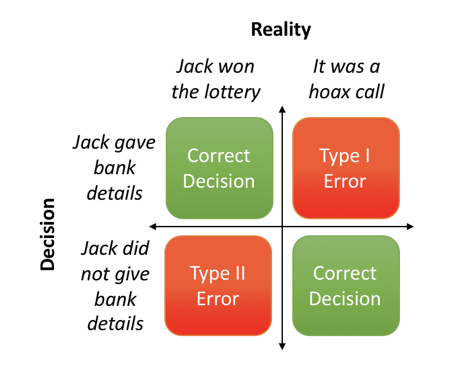 Reality
Jack won
the lottery
It was a
hoax call
Decision
Jack gave
bank
details
Correct
Decision
Type I
Error
Jack did
not give
bank
details
Type II
Error
Correct
Decision